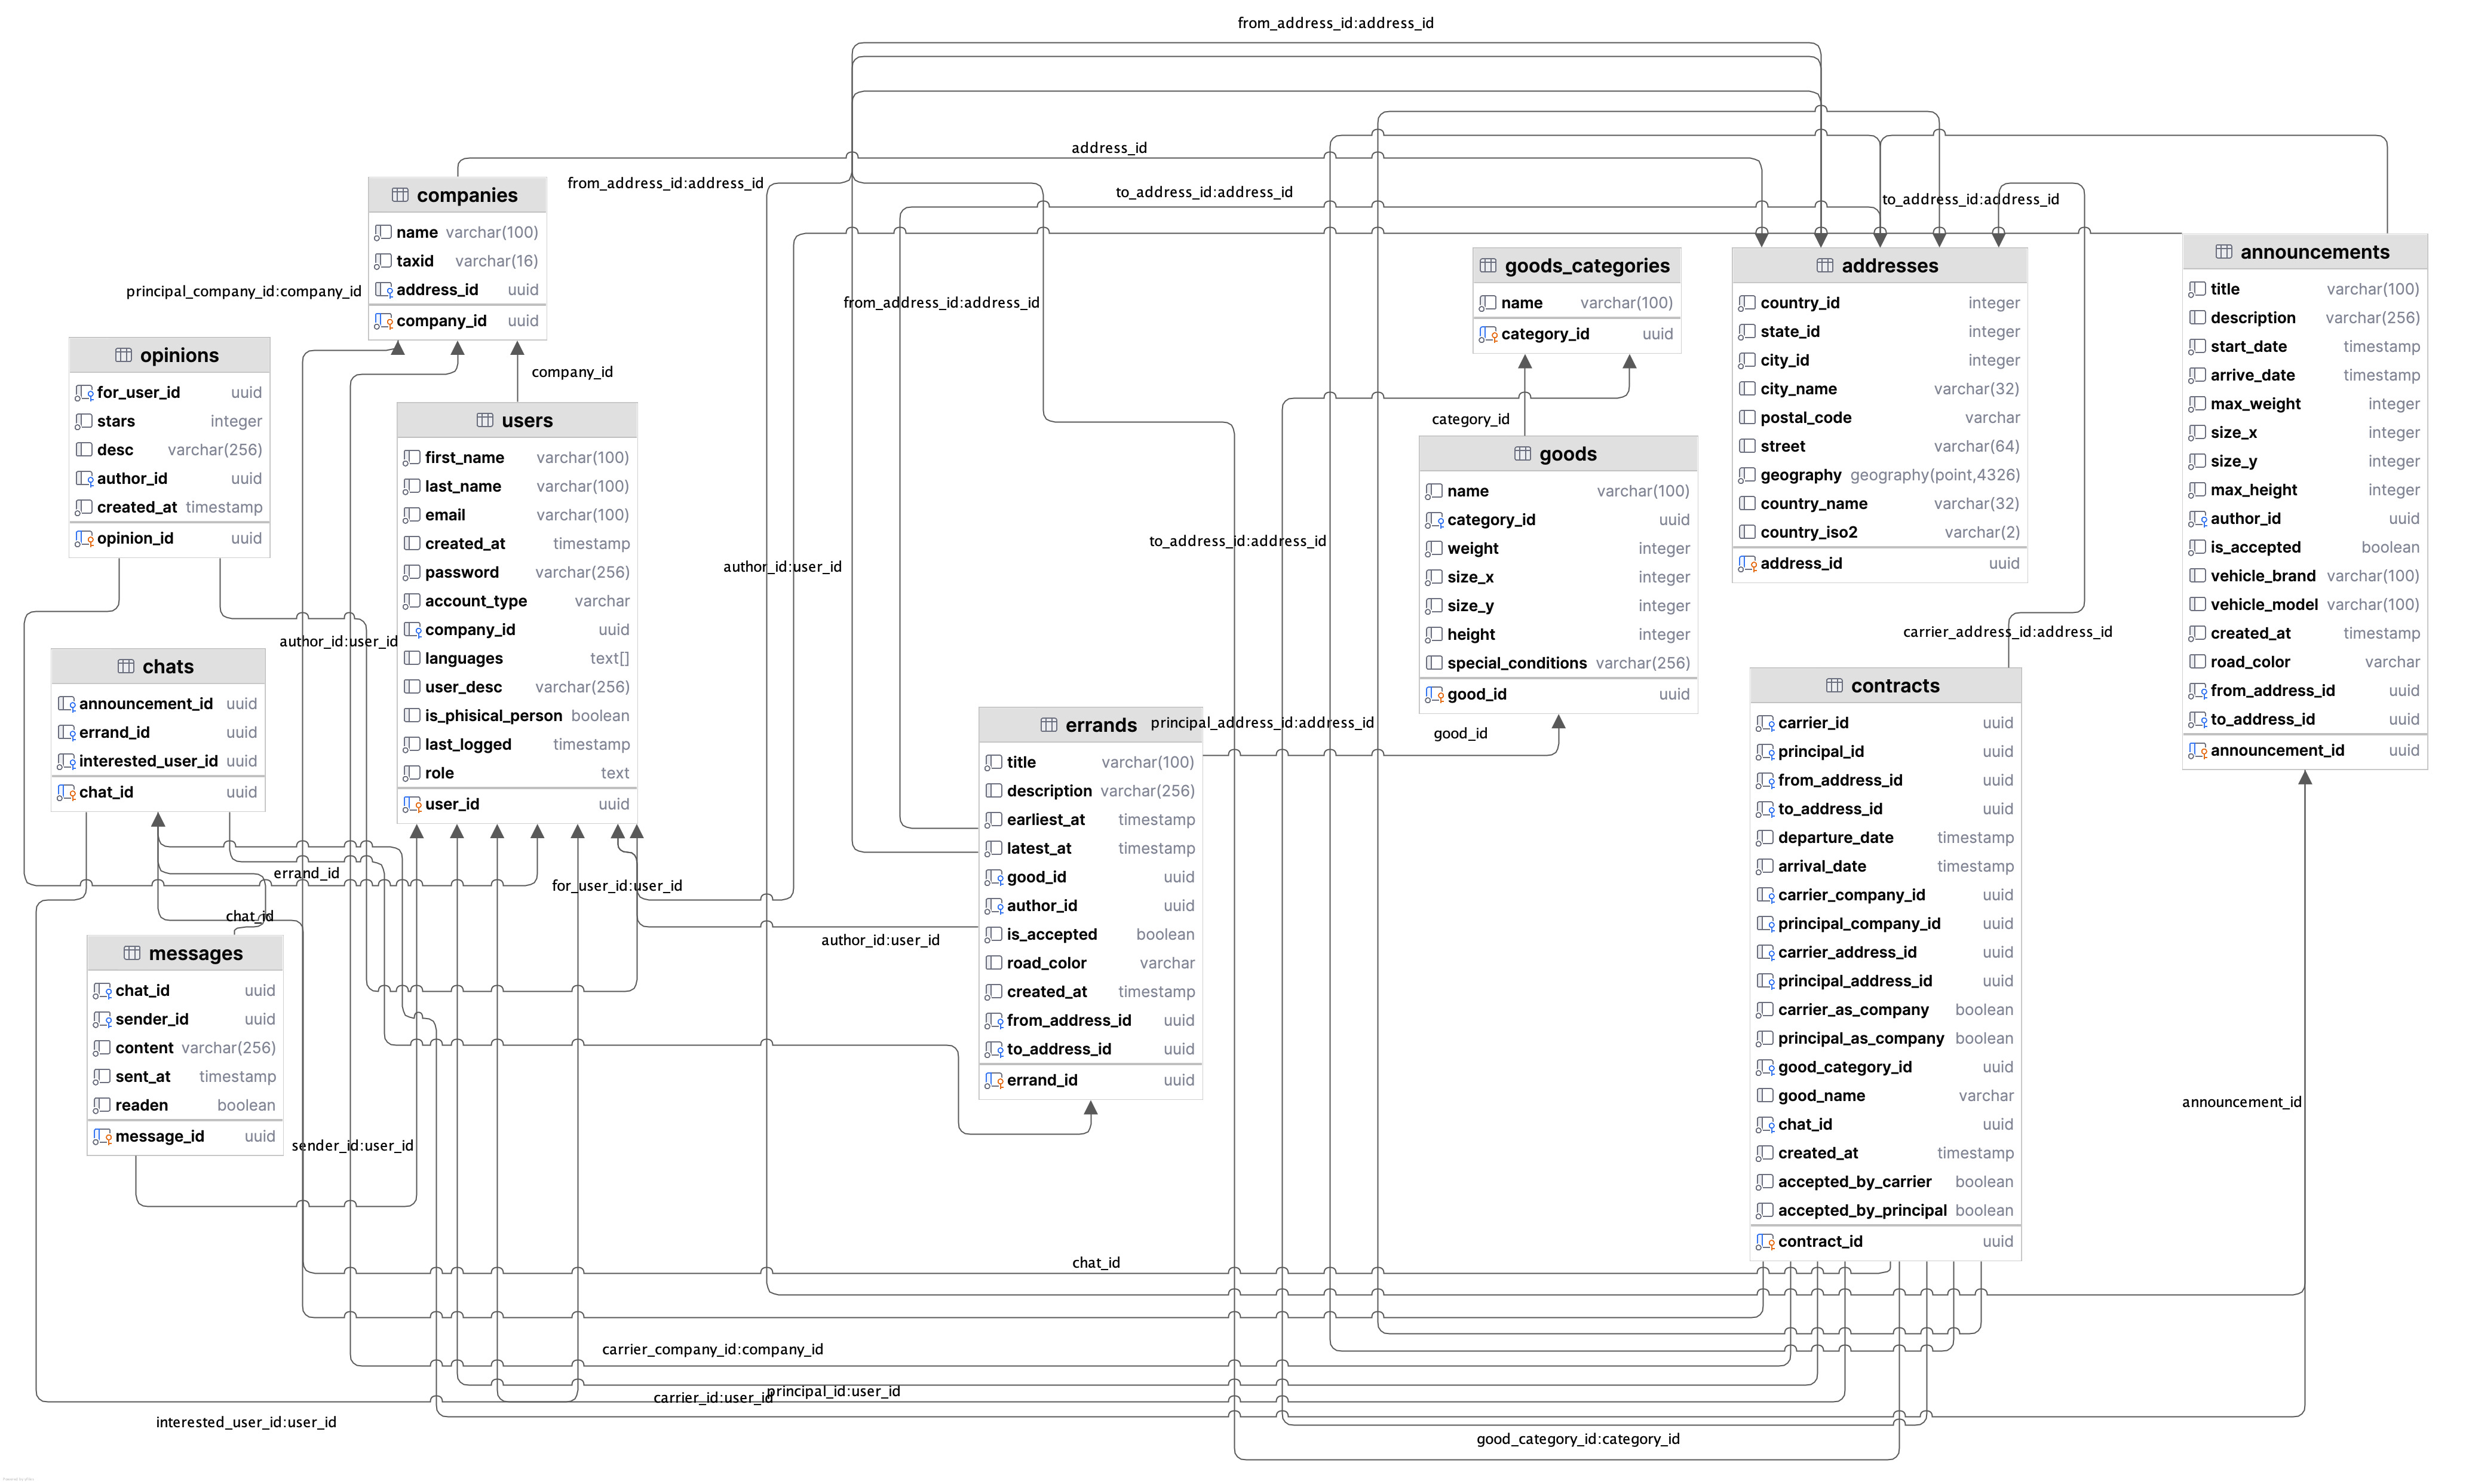 from_address_id:address_id
address_id
from_address_id:address_id
to_address_id:address_id
to_address_id:address_id
companies
name varchar(100)
taxid varchar(16)
address_id uuid
company_id uuid
principal_company_id:company_id
from_address_id:address_id
goods_categories
name varchar(100)
category_id uuid
addresses
country_id integer
state_id integer
city_id integer
city_name varchar(32)
postal_code varchar
street varchar(64)
geography geography(point,4326)
country_name varchar(32)
country_iso2 varchar(2)
address_id uuid
announcements
title varchar(100)
description varchar(256)
start_date timestamp
arrive_date timestamp
max_weight integer
size_x integer
size_y integer
max_height integer
author_id uuid
is_accepted boolean
vehicle_brand varchar(100)
vehicle_model varchar(100)
created_at timestamp
road_color varchar
from_address_id uuid
to_address_id uuid
announcement_id uuid
opinions
for_user_id uuid
stars integer
desc varchar(256)
author_id uuid
created_at timestamp
opinion_id uuid
company_id
users
first_name varchar(100)
last_name varchar(100)
email varchar(100)
created_at timestamp
password varchar(256)
account_type varchar
company_id uuid
languages text[]
user_desc varchar(256)
is_phisical_person boolean
last_logged timestamp
role text
user_id uuid
category_id
goods
name varchar(100)
category_id uuid
weight integer
size_x integer
size_y integer
height integer
special_conditions varchar(256)
good_id uuid
to_address_id:address_id
author_id:user_id
author_id:user_id
carrier_address_id:address_id
chats
announcement_id uuid
errand_id uuid
interested_user_id uuid
chat_id uuid
principal_address_id:address_id
good_id
errands
title varchar(100)
description varchar(256)
earliest_at timestamp
latest_at timestamp
good_id uuid
author_id uuid
is_accepted boolean
road_color varchar
created_at timestamp
from_address_id uuid
to_address_id uuid
errand_id uuid
contracts
carrier_id uuid
principal_id uuid
from_address_id uuid
to_address_id uuid
departure_date timestamp
arrival_date timestamp
carrier_company_id uuid
principal_company_id uuid
carrier_address_id uuid
principal_address_id uuid
carrier_as_company boolean
principal_as_company boolean
good_category_id uuid
good_name varchar
chat_id uuid
created_at timestamp
accepted_by_carrier boolean
accepted_by_principal boolean
contract_id uuid
errand_id
for_user_id:user_id
chat_id
author_id:user_id
messages
chat_id uuid
sender_id uuid
content varchar(256)
sent_at timestamp
readen boolean
message_id uuid
sender_id:user_id
announcement_id
chat_id
carrier_company_id:company_id
carrier_id:user_id
principal_id:user_id
interested_user_id:user_id
good_category_id:category_id